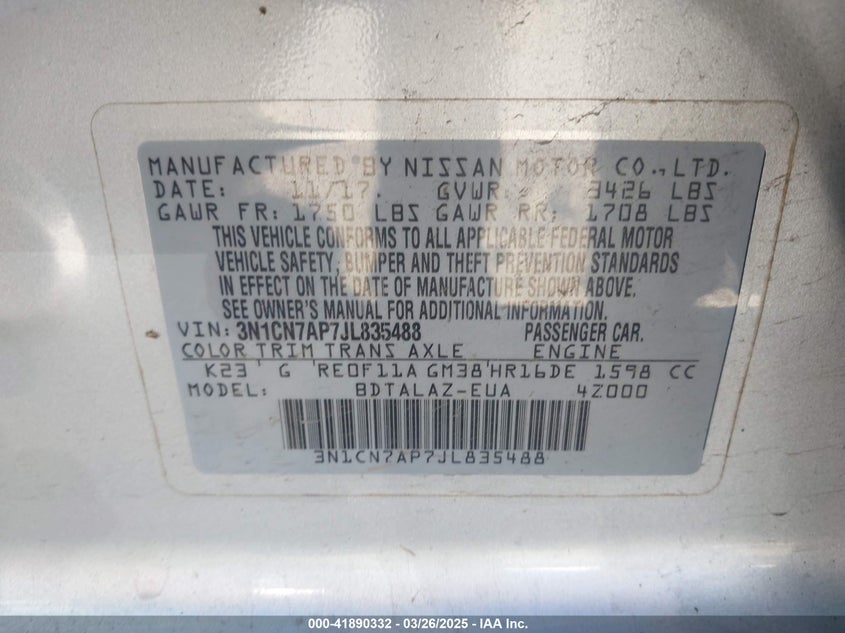 MANUFACTURED BY NISSAN MOTOR CO., LTD.
DATE: 11/17. GVWR: 3426 LBS
GAWR FR: 1750 LBS GAWR RR: 1708 LBS
THIS VEHICLE CONFORMS TO ALL APPLICABLE FEDERAL MOTOR
VEHICLE SAFETY, BUMPER AND THEFT PREVENTION STANDARDS
IN EFFECT ON THE DATE OF MANUFACTURE SHOWN ABOVE.
SEE OWNER'S MANUAL FOR ADDITIONAL INFORMATION.
VIN: 3N1CN7AP7JL835488 PASSENGER CAR.
COLOR TRIM TRANS AXLE ENGINE
K23 G RE0F11A GM38 HR16DE 1598 CC
MODEL: BDTALAZ-EUA 4Z000
3N1CN7AP7JL835488
000-41890332 - 03/26/2025 - IAA Inc.